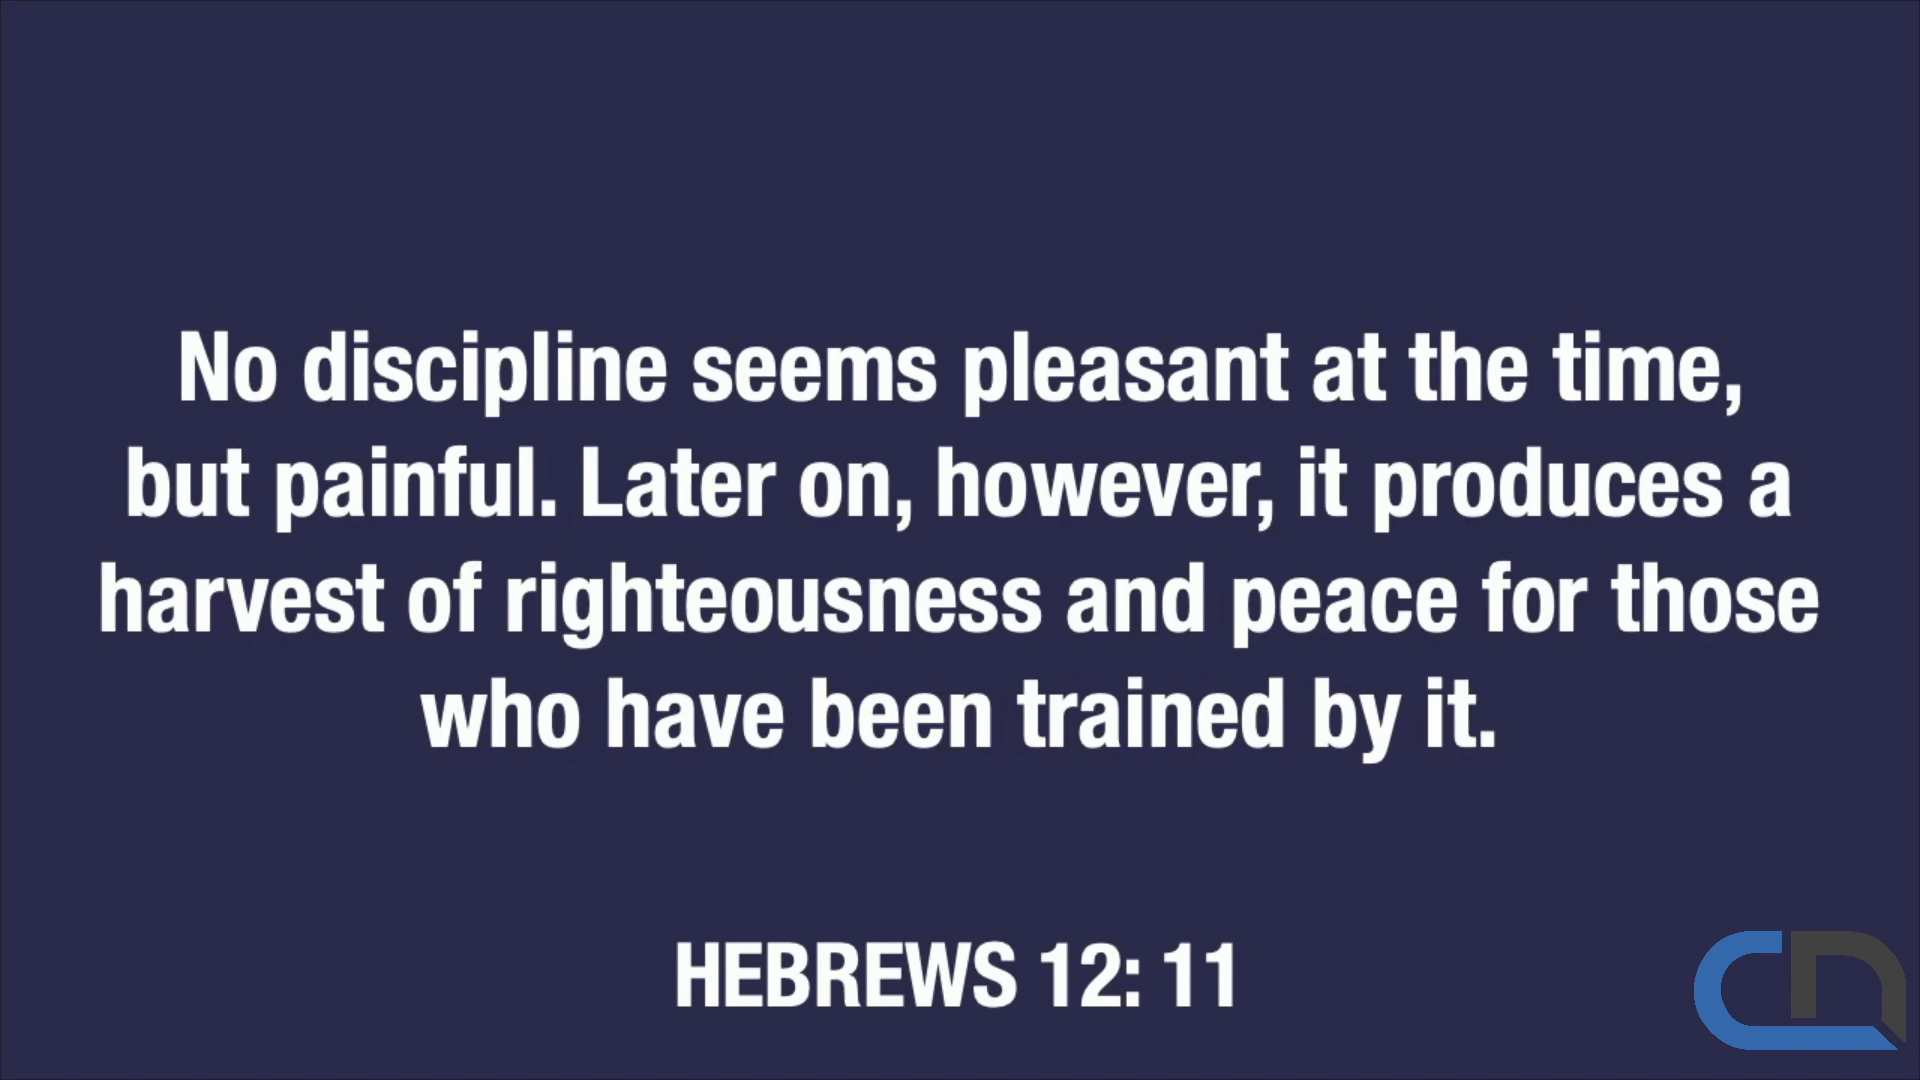 No discipline seems pleasant at the time,
but painful. Later on, however, it produces a
harvest of righteousness and peace for those
who have been trained by it.
HEBREWS 12: 11